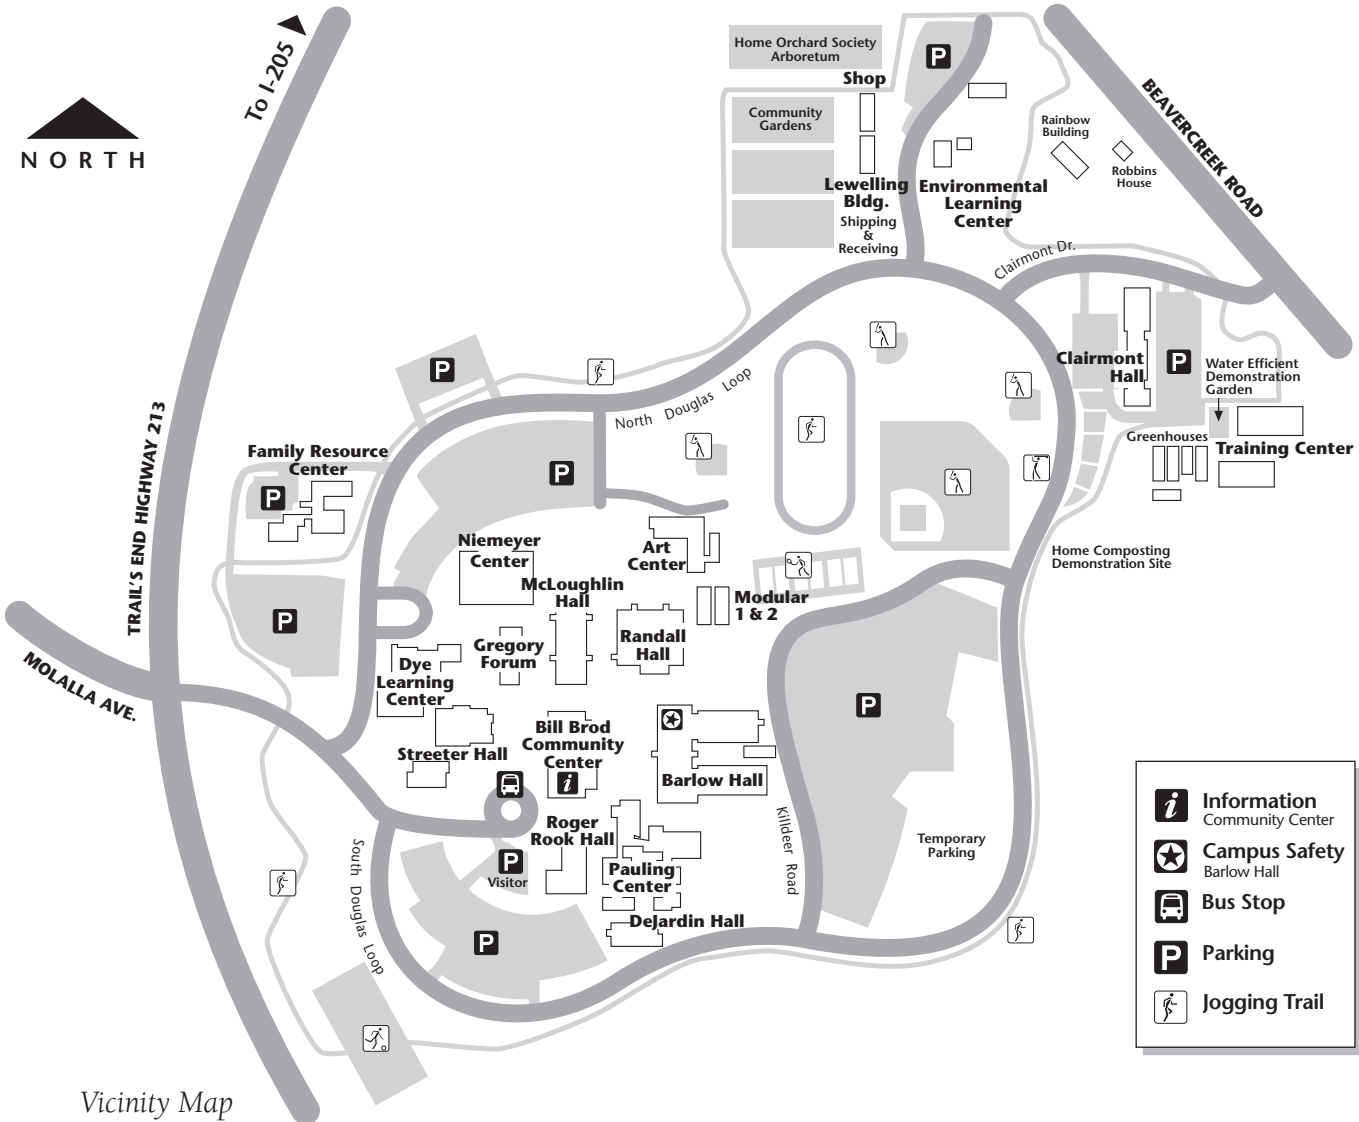 To I-205
NORTH
Home Orchard Society
Arboretum
P
Shop
Community
Gardens
BEAVERCREEK ROAD
Rainbow
Building
Robbins
House
Lewelling
Bldg.
Shipping
&
Receiving
Environmental
Learning
Center
Clairmont Dr.
Clairmont
Hall
P
Water Efficient
Demonstration
Garden
Greenhouses
Training Center
Home Composting
Demonstration Site
P
North Douglas Loop
TRAIL'S END HIGHWAY 213
Family Resource
Center
P
P
Niemeyer
Center
McLoughlin
Hall
Art
Center
Modular
1 & 2
P
Gregory
Forum
Randall
Hall
Dye
Learning
Center
MOLALLA AVE.
P
Streeter Hall
Bill Brod
Community
Center
i
Barlow Hall
Killdeer Road
Temporary
Parking
Roger
Rook Hall
P
Visitor
Pauling
Center
DeJardin Hall
South Douglas Loop
P
i
Information
Community Center
Campus Safety
Barlow Hall
Bus Stop
P
Parking
Jogging Trail
Vicinity Map